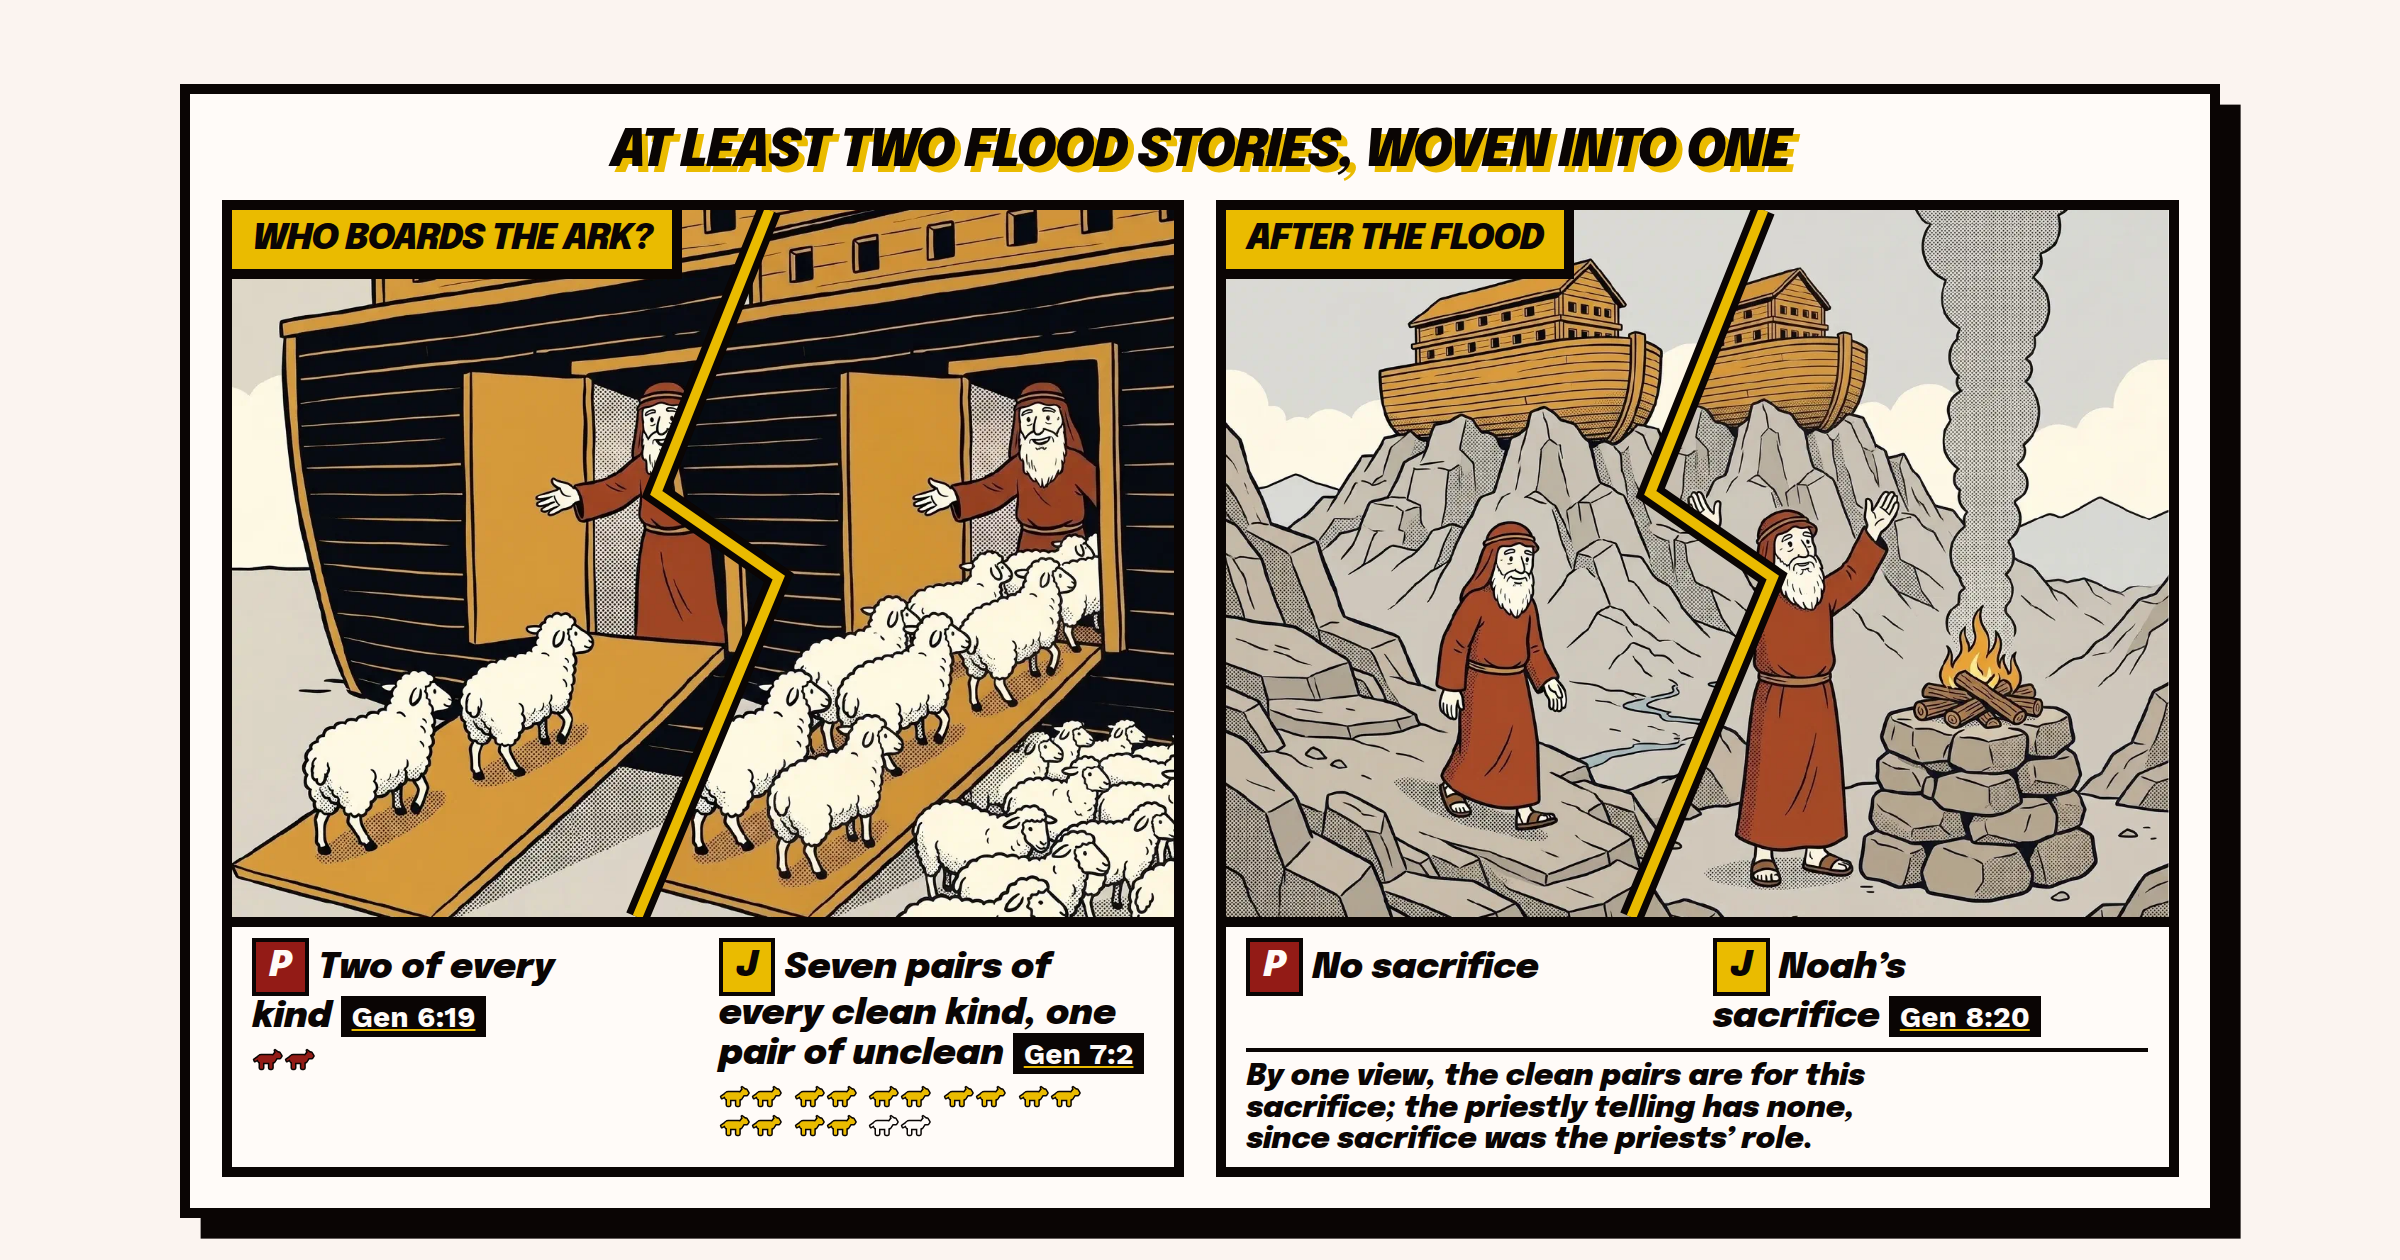 AT LEAST TWO FLOOD STORIES, WOVEN INTO ONE
WHO BOARDS THE ARK?
P Two of every
kind Gen 6:19
J Seven pairs of
every clean kind, one
pair of unclean Gen 7:2
AFTER THE FLOOD
P No sacrifice
J Noah’s
sacrifice Gen 8:20
By one view, the clean pairs are for this
sacrifice; the priestly telling has none,
since sacrifice was the priests’ role.